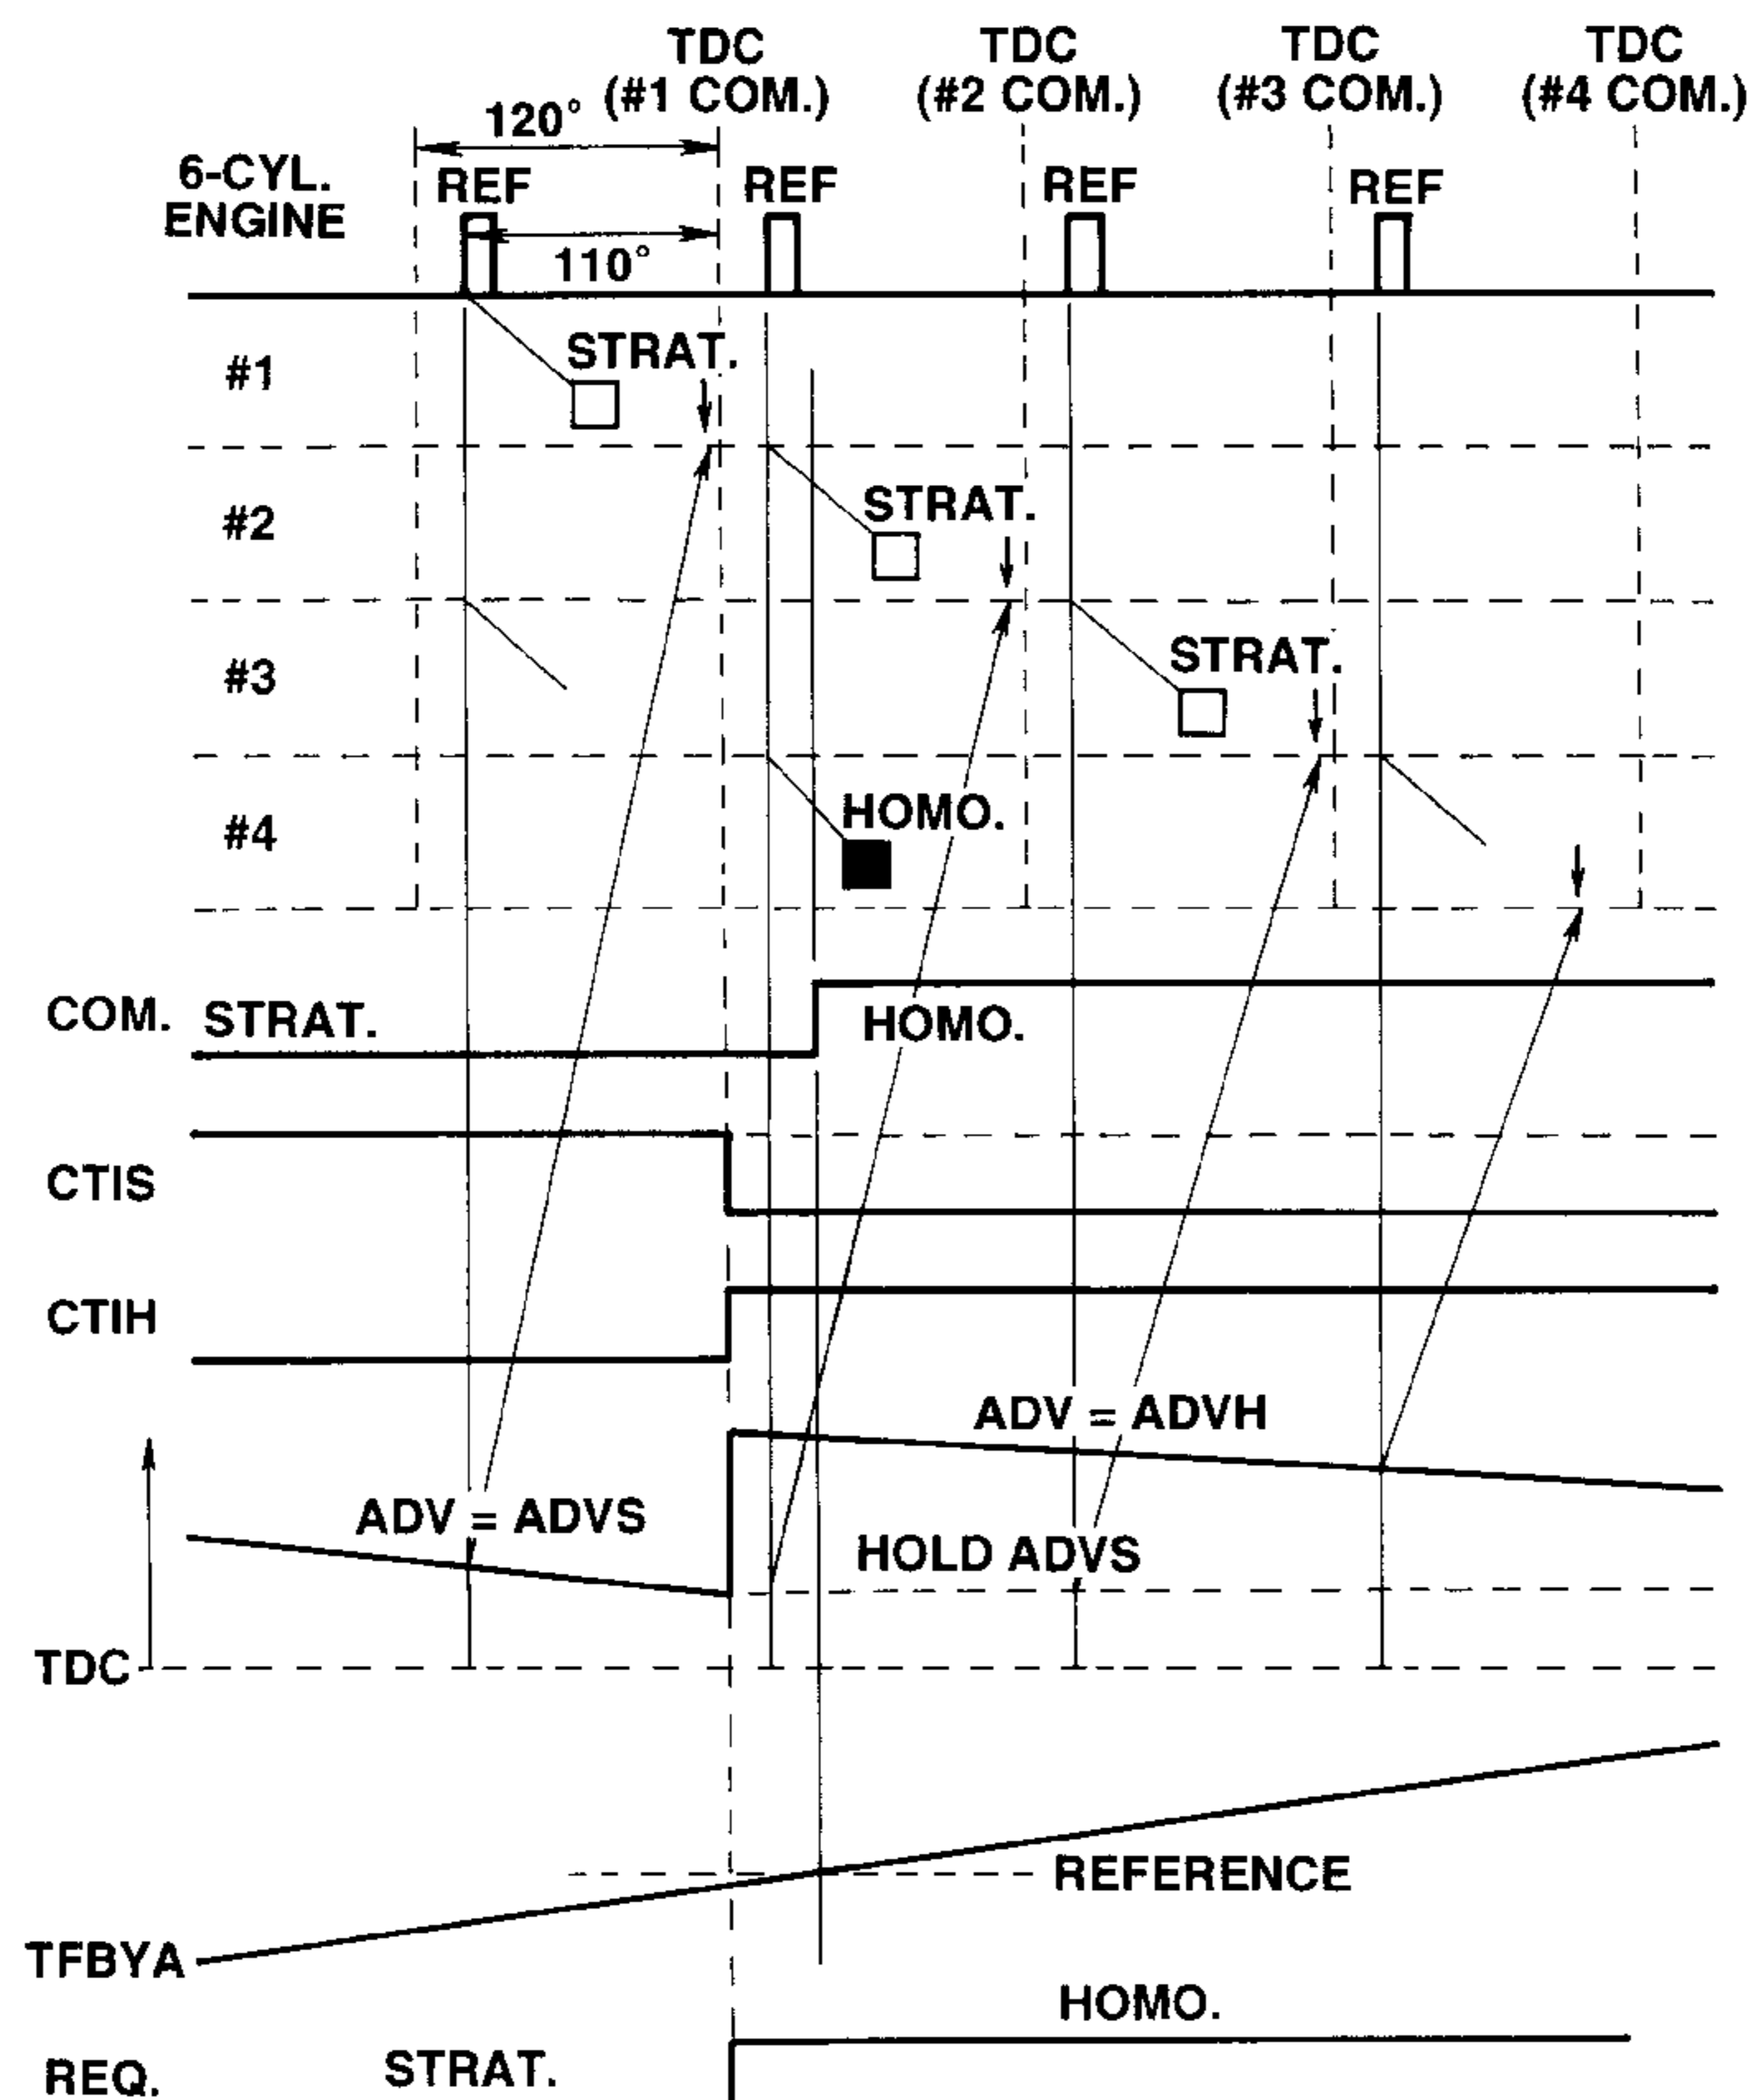 TDC
(#1 COM.)
TDC
(#2 COM.)
TDC
(#3 COM.)
TDC
(#4 COM.)
120°
6-CYL.
ENGINE
REF
REF
REF
REF
110°
#1
STRAT.
#2
STRAT.
#3
STRAT.
#4
HOMO.
COM.
STRAT.
HOMO.
CTIS
CTIH
ADV = ADVH
ADV = ADVS
HOLD ADVS
TDC
REFERENCE
TFBYA
HOMO.
REQ.
STRAT.